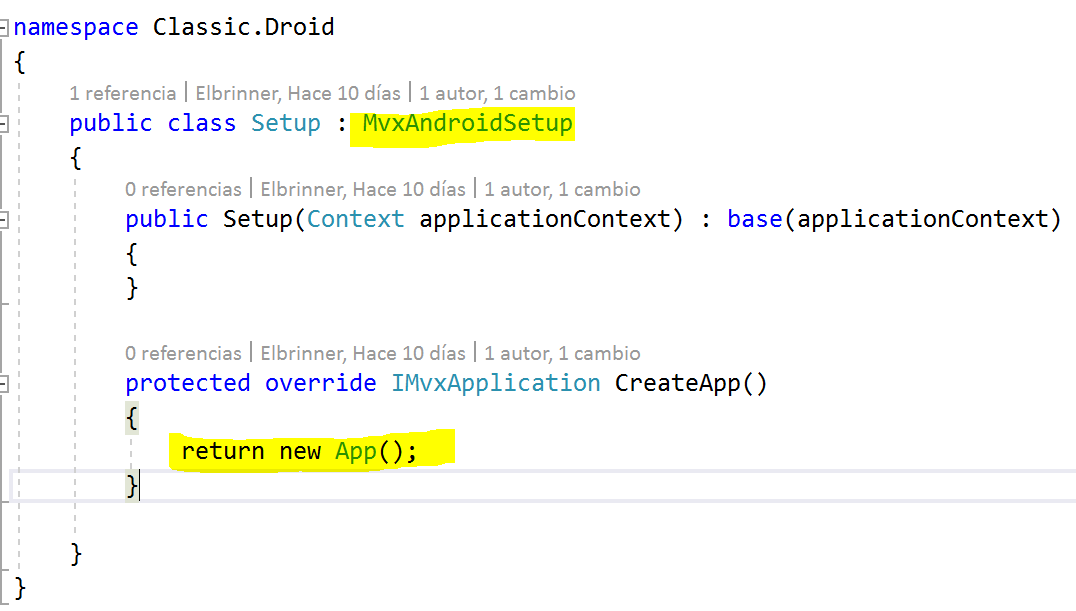 namespace Classic.Droid
{
1 referencia | Elbrinner, Hace 10 días | 1 autor, 1 cambio
public class Setup : MvxAndroidSetup
{
0 referencias | Elbrinner, Hace 10 días | 1 autor, 1 cambio
public Setup(Context applicationContext) : base(applicationContext)
{
}
0 referencias | Elbrinner, Hace 10 días | 1 autor, 1 cambio
protected override IMvxApplication CreateApp()
{
return new App();
}
}
}